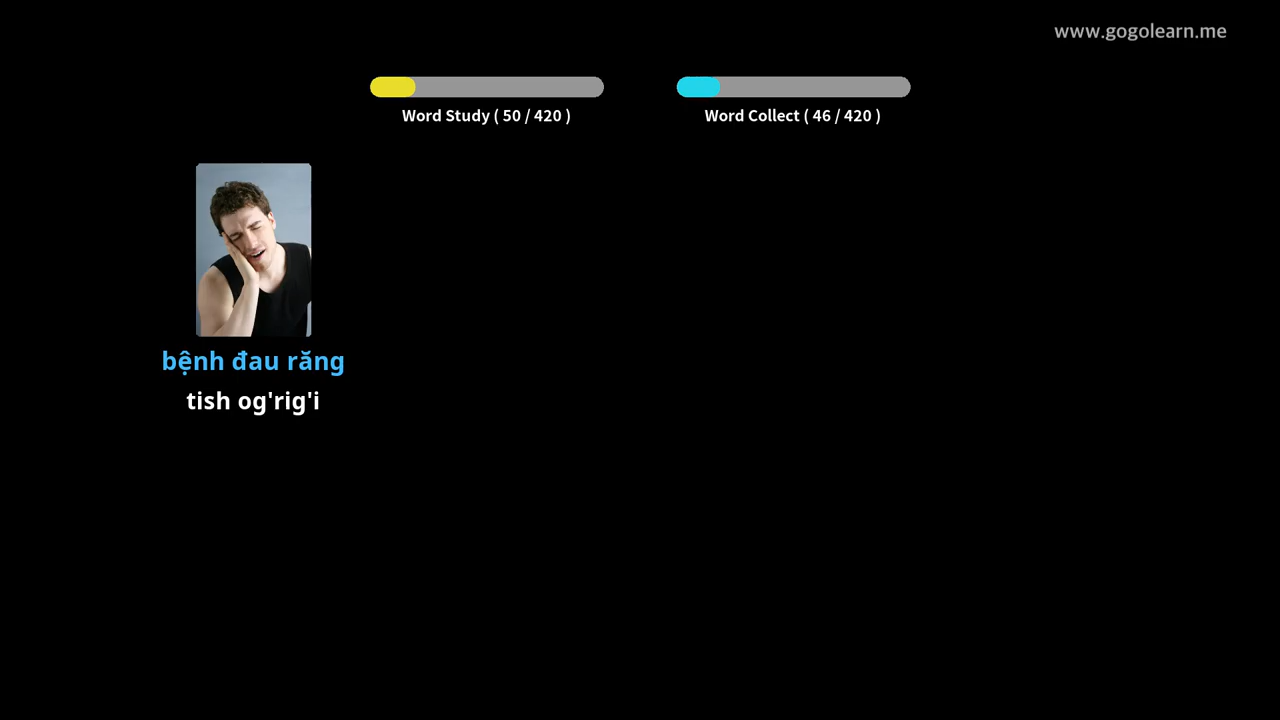 www.gogolearn.me
Word Study ( 50 / 420 )
Word Collect ( 46 / 420 )
bệnh đau răng
tish og'rig'i